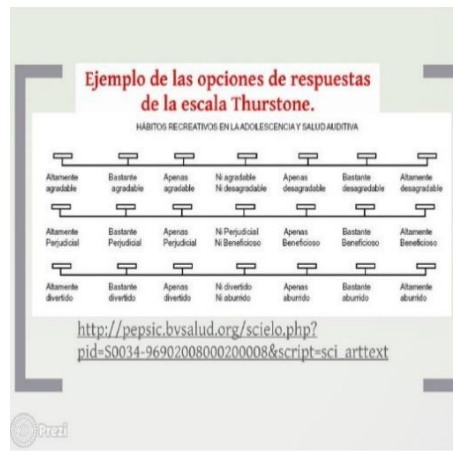 Ejemplo de las opciones de respuestas
de la escala Thurstone.
HÁBITOS RECREATIVOS EN LA ADOLESCENCIA Y SALUD AUDITIVA
Altamente agradable Bastante agradable Apenas agradable Ni agradable Ni desagradable Apenas desagradable Bastante desagradable Altamente desagradable
Altamente Perjudicial Bastante Perjudicial Apenas Perjudicial Ni Perjudicial Ni Beneficioso Apenas Beneficioso Bastante Beneficioso Altamente Beneficioso
Altamente divertido Bastante divertido Apenas divertido Ni divertido Ni aburrido Apenas aburrido Bastante aburrido Altamente aburrido
http://pepsic.bvsalud.org/scielo.php?
pid=S0034-96902008000200008&script=sci_arttext
Prezi